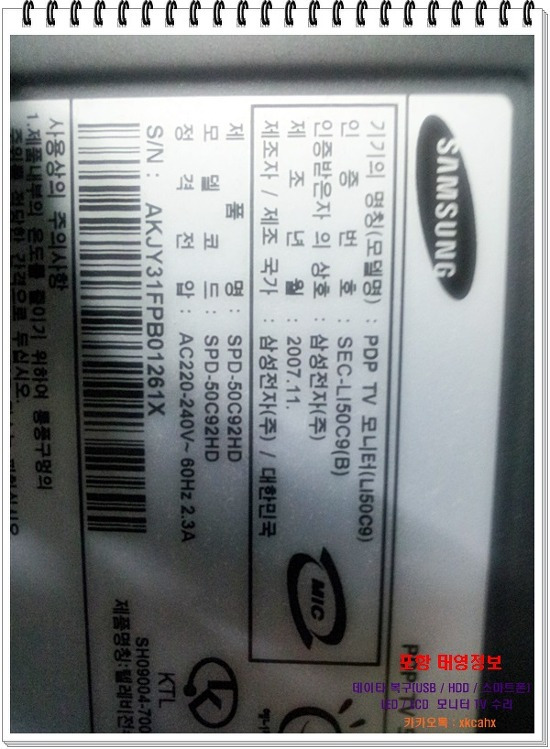 SAMSUNG
기기의 명칭(모델명) : PDP TV 모니터(LI50C9)
인 증 번 호 : SEC-LI50C9(B)
인증받은자 의 상호 : 삼성전자(주)
제 조 년 월 : 2007.11.
제조자 / 제조 국가 : 삼성전자(주) / 대한민국
MIC
제 품 명 : SPD-50C92HD
모 델 코 드 : SPD-50C92HD
정 격 전 압 : AC220-240V~ 60Hz 2.3A
S/N : AKJY31FPB01261X
KTL
SH09004-700
제품명칭:텔레비전
사용상의 주의사항
1.제품내부의 온도를 줄이기 위하여 통풍구멍의
포항 태영정보
데이타 복구(USB / HDD / 스마트폰)
LED / LCD 모니터 TV 수리
카카오톡 : xkcahx